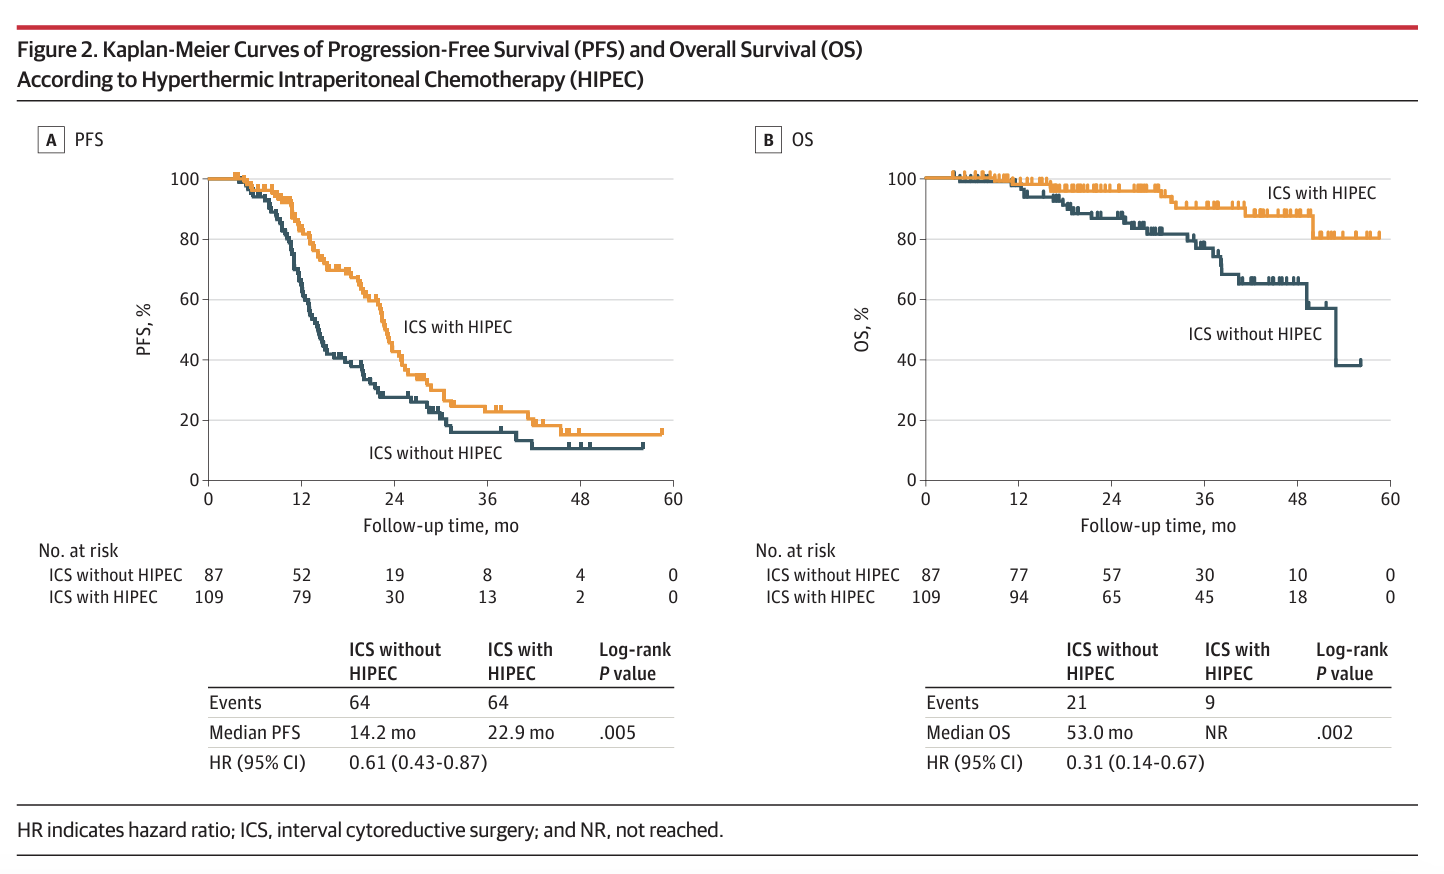 Figure 2. Kaplan-Meier Curves of Progression-Free Survival (PFS) and Overall Survival (OS)
According to Hyperthermic Intraperitoneal Chemotherapy (HIPEC)
A PFS
PFS, %
100
80
60
40
20
0
0 12 24 36 48 60
ICS with HIPEC
ICS without HIPEC
Follow-up time, mo
No. at risk
ICS without HIPEC 87 52 19 8 4 0
ICS with HIPEC 109 79 30 13 2 0
ICS without HIPEC
ICS with HIPEC
Log-rank P value
Events 64 64
Median PFS 14.2 mo 22.9 mo .005
HR (95% CI) 0.61 (0.43-0.87)
B OS
OS, %
100
80
60
40
20
0
0 12 24 36 48 60
ICS with HIPEC
ICS without HIPEC
Follow-up time, mo
No. at risk
ICS without HIPEC 87 77 57 30 10 0
ICS with HIPEC 109 94 65 45 18 0
ICS without HIPEC
ICS with HIPEC
Log-rank P value
Events 21 9
Median OS 53.0 mo NR .002
HR (95% CI) 0.31 (0.14-0.67)
HR indicates hazard ratio; ICS, interval cytoreductive surgery; and NR, not reached.